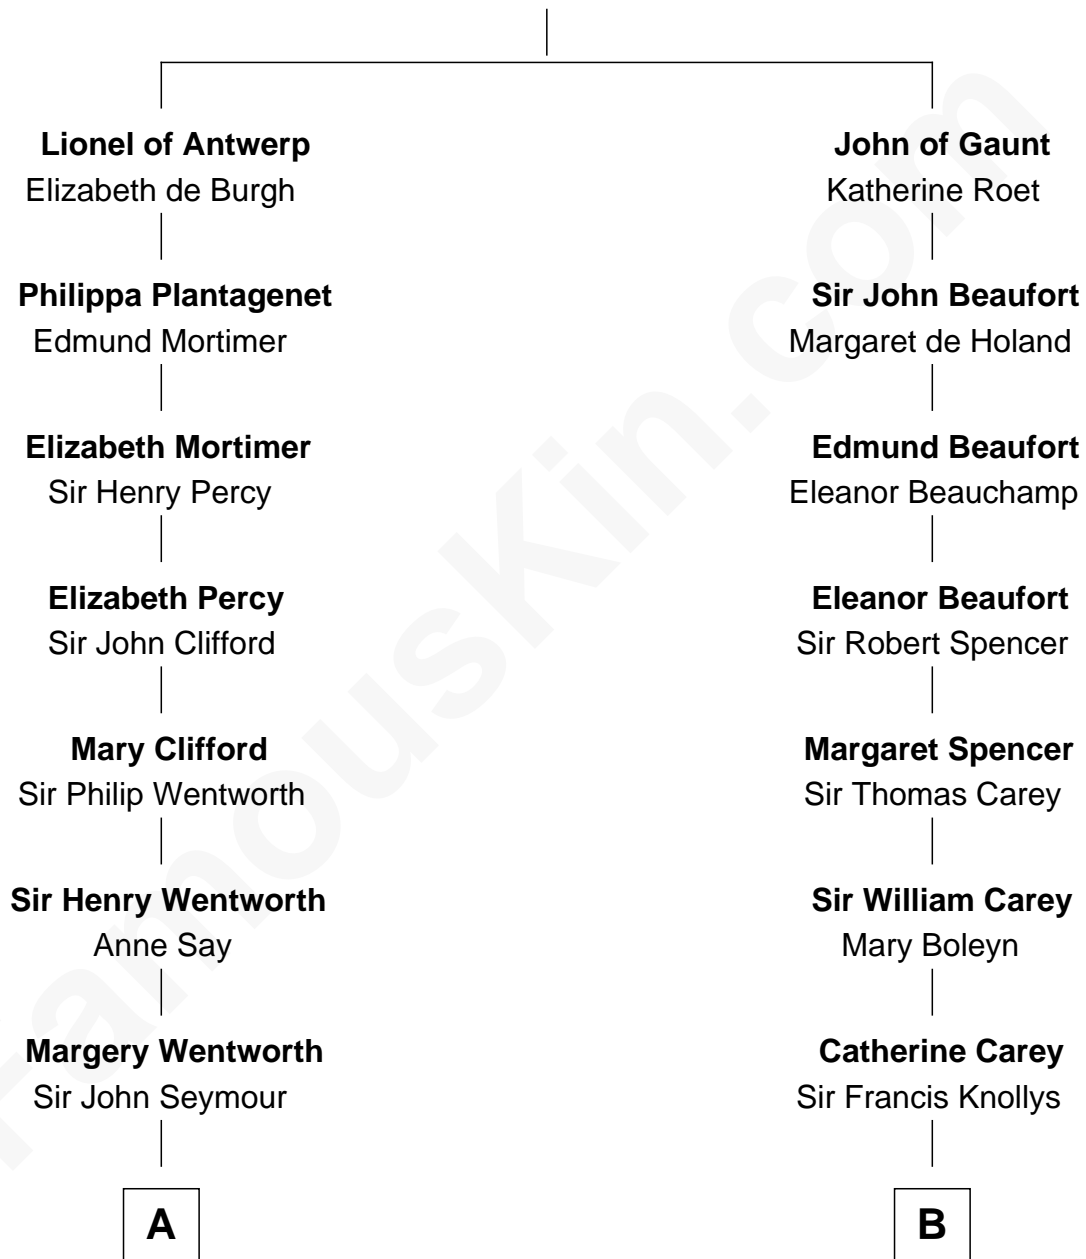 Lionel of Antwerp
Elizabeth de Burgh
Philippa Plantagenet
Edmund Mortimer
Elizabeth Mortimer
Sir Henry Percy
Elizabeth Percy
Sir John Clifford
Mary Clifford
Sir Philip Wentworth
Sir Henry Wentworth
Anne Say
Margery Wentworth
Sir John Seymour
A
John of Gaunt
Katherine Roet
Sir John Beaufort
Margaret de Holand
Edmund Beaufort
Eleanor Beauchamp
Eleanor Beaufort
Sir Robert Spencer
Margaret Spencer
Sir Thomas Carey
Sir William Carey
Mary Boleyn
Catherine Carey
Sir Francis Knollys
B
FamousKin.com